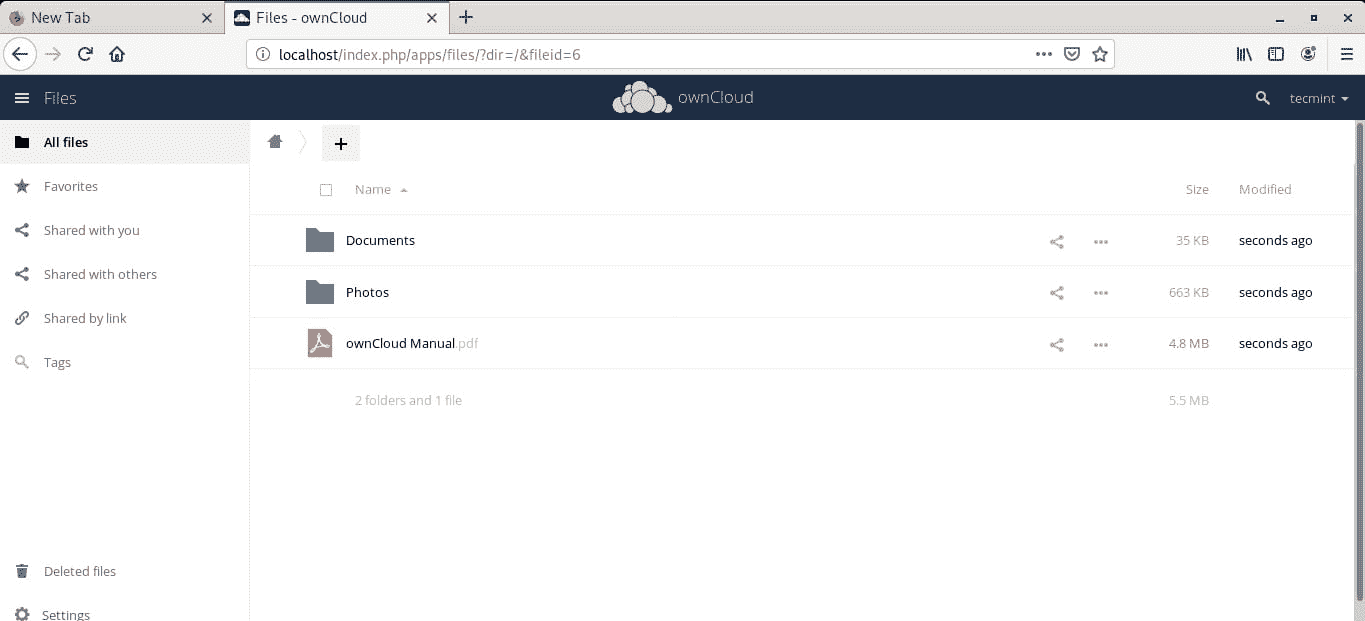 New Tab
Files - ownCloud
localhost/index.php/apps/files/?dir=/&fileid=6
Files
ownCloud
tecmint
All files
Favorites
Shared with you
Shared with others
Shared by link
Tags
Deleted files
Settings
Name Size Modified
Documents 35 KB seconds ago
Photos 663 KB seconds ago
ownCloud Manual.pdf 4.8 MB seconds ago
2 folders and 1 file 5.5 MB